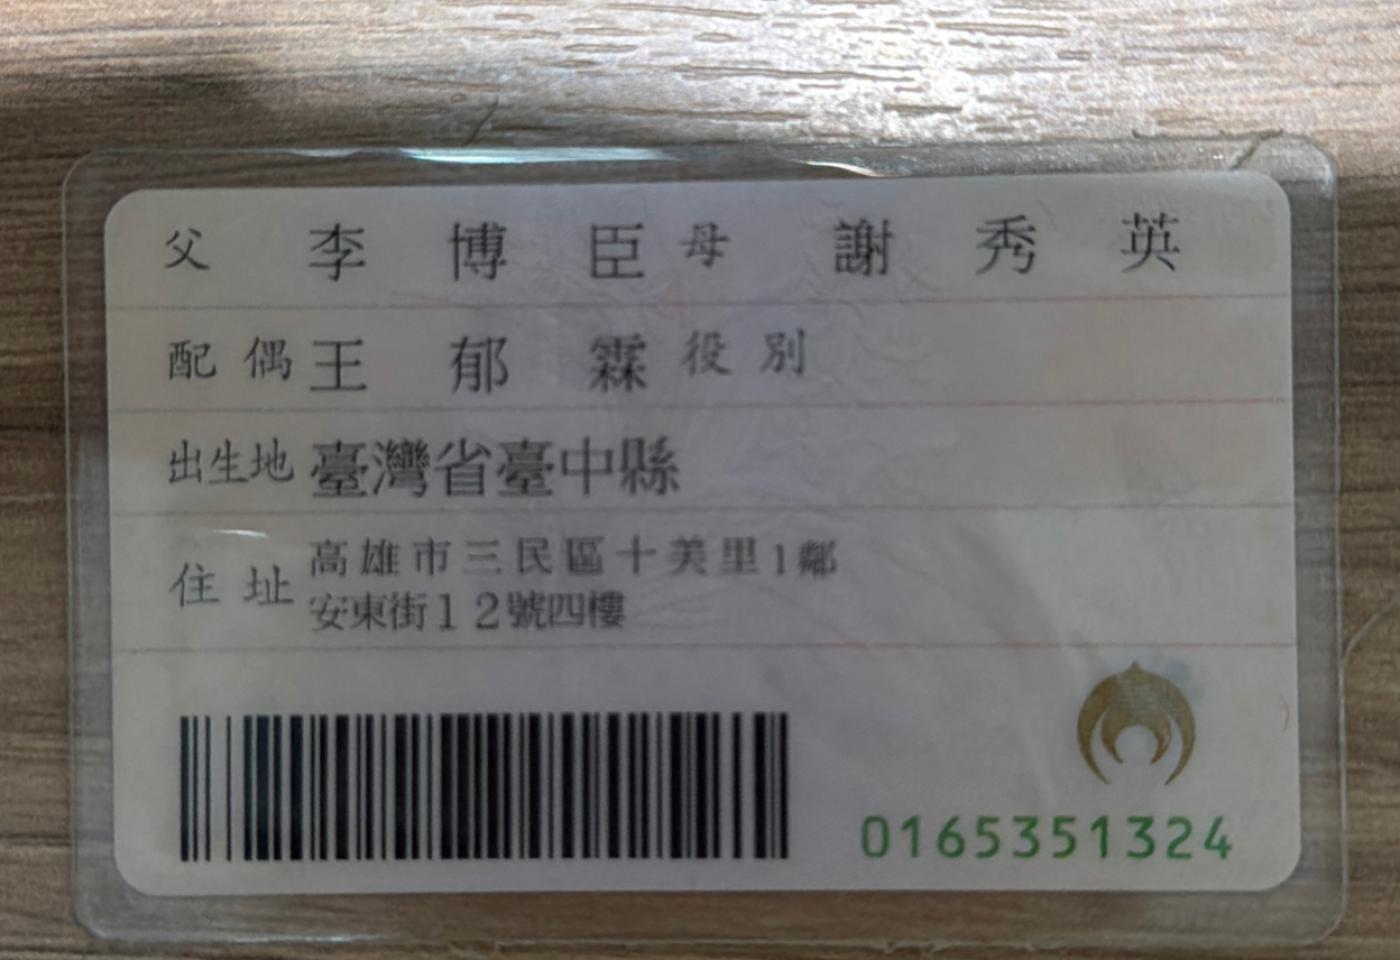 父 李博臣 母 謝秀英
配偶 王郁霖 役別
出生地 臺灣省臺中縣
住址 高雄市三民區十美里1鄰
安東街12號四樓
0165351324